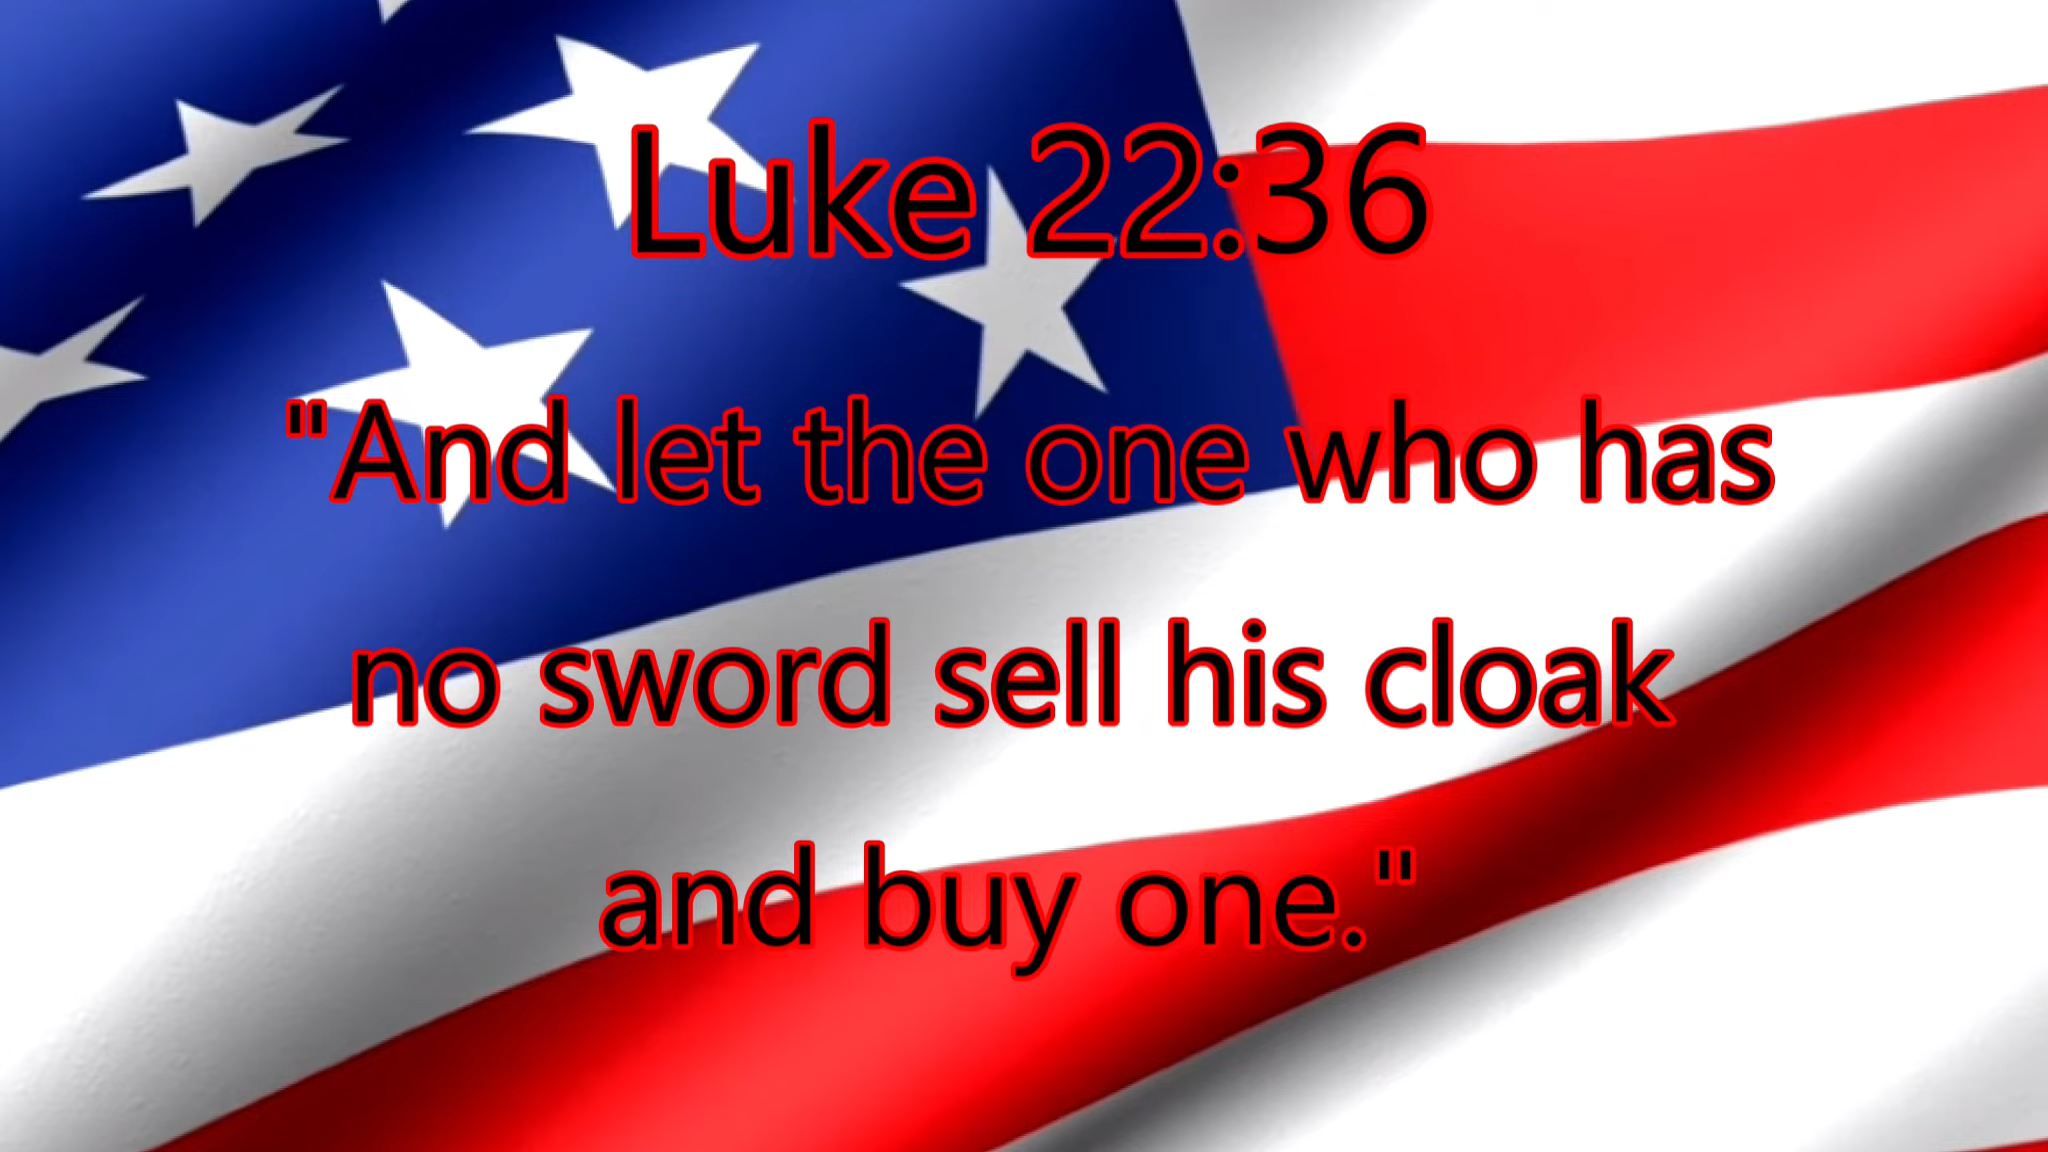 Luke 22:36
"And let the one who has
no sword sell his cloak
and buy one."